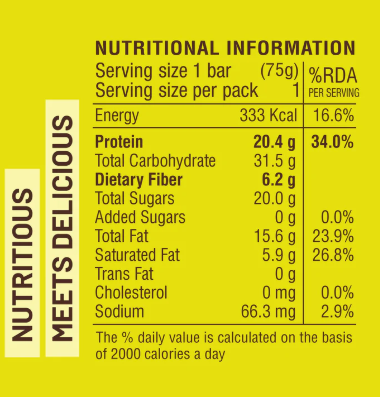 NUTRITIONAL INFORMATION
Serving size 1 bar (75g) %RDA
Serving size per pack 1 PER SERVING
Energy 333 Kcal 16.6%
Protein 20.4 g 34.0%
Total Carbohydrate 31.5 g
Dietary Fiber 6.2 g
Total Sugars 20.0 g
Added Sugars 0 g 0.0%
Total Fat 15.6 g 23.9%
Saturated Fat 5.9 g 26.8%
Trans Fat 0 g
Cholesterol 0 mg 0.0%
Sodium 66.3 mg 2.9%
The % daily value is calculated on the basis
of 2000 calories a day
NUTRITIOUS
MEETS DELICIOUS